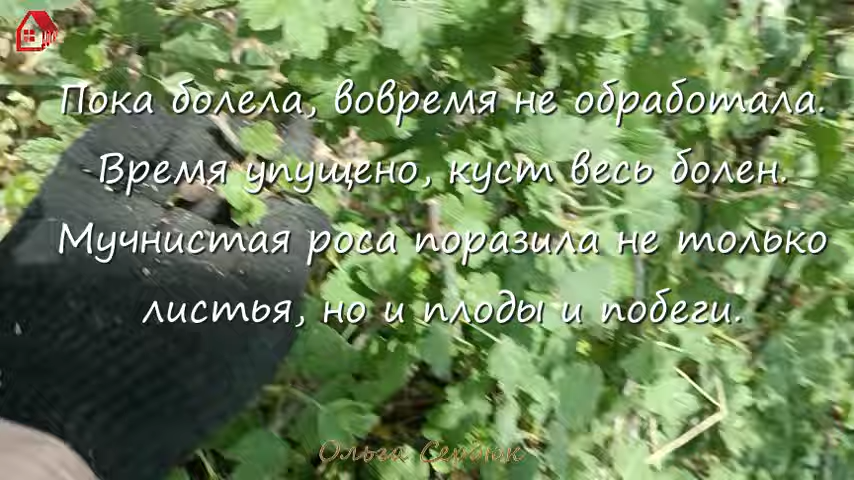 Пока болела, вовремя не обработала.
Время упущено, куст весь болен.
Мучнистая роса поразила не только
листья, но и плоды и побеги.
Ольга Сердюк